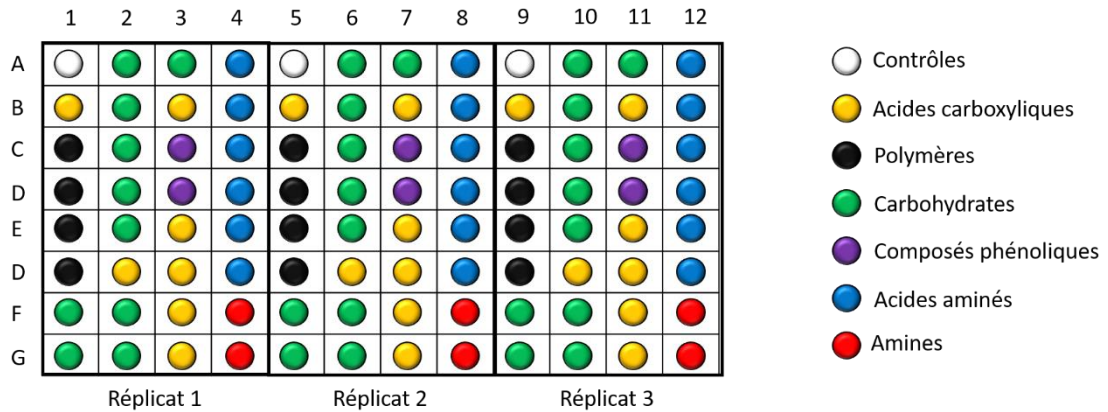 1 2 3 4 5 6 7 8 9 10 11 12
A
B
C
D
E
D
F
G
Réplicat 1 Réplicat 2 Réplicat 3
Contrôles
Acides carboxyliques
Polymères
Carbohydrates
Composés phénoliques
Acides aminés
Amines